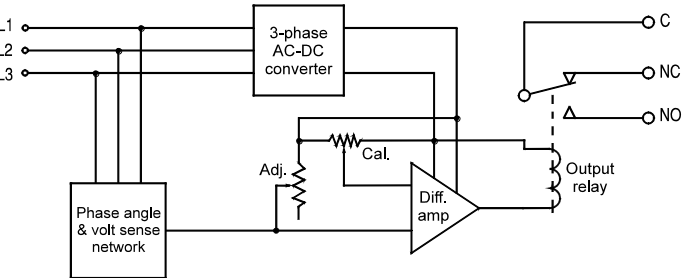 L1
L2
L3
3-phase
AC-DC
converter
C
NC
NO
Adj.
Cal.
Diff.
amp
Output
relay
Phase angle
& volt sense
network